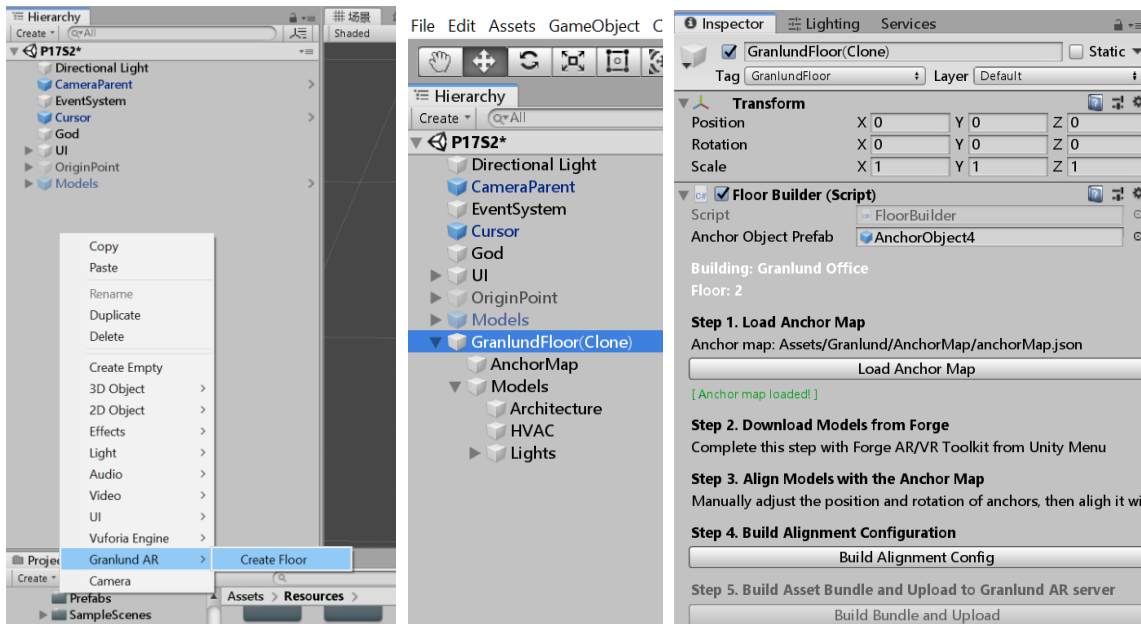 Hierarchy
Create
All
P17S2*
Directional Light
CameraParent
EventSystem
Cursor
God
UI
OriginPoint
Models
场景
Shaded
Copy
Paste
Rename
Duplicate
Delete
Create Empty
3D Object
2D Object
Effects
Light
Audio
Video
UI
Vuforia Engine
Granlund AR
Camera
Create Floor
Projec
Create
Prefabs
SampleScenes
Assets > Resources >
File Edit Assets GameObject C
Hierarchy
Create
All
P17S2*
Directional Light
CameraParent
EventSystem
Cursor
God
UI
OriginPoint
Models
GranlundFloor(Clone)
AnchorMap
Models
Architecture
HVAC
Lights
Inspector Lighting Services
GranlundFloor(Clone) Static
Tag GranlundFloor Layer Default
Transform
Position X 0 Y 0 Z 0
Rotation X 0 Y 0 Z 0
Scale X 1 Y 1 Z 1
Floor Builder (Script)
Script FloorBuilder
Anchor Object Prefab AnchorObject4
Building: Granlund Office
Floor: 2
Step 1. Load Anchor Map
Anchor map: Assets/Granlund/AnchorMap/anchorMap.json
Load Anchor Map
[ Anchor map loaded! ]
Step 2. Download Models from Forge
Complete this step with Forge AR/VR Toolkit from Unity Menu
Step 3. Align Models with the Anchor Map
Manually adjust the position and rotation of anchors, then aligh it wi
Step 4. Build Alignment Configuration
Build Alignment Config
Step 5. Build Asset Bundle and Upload to Granlund AR server
Build Bundle and Upload